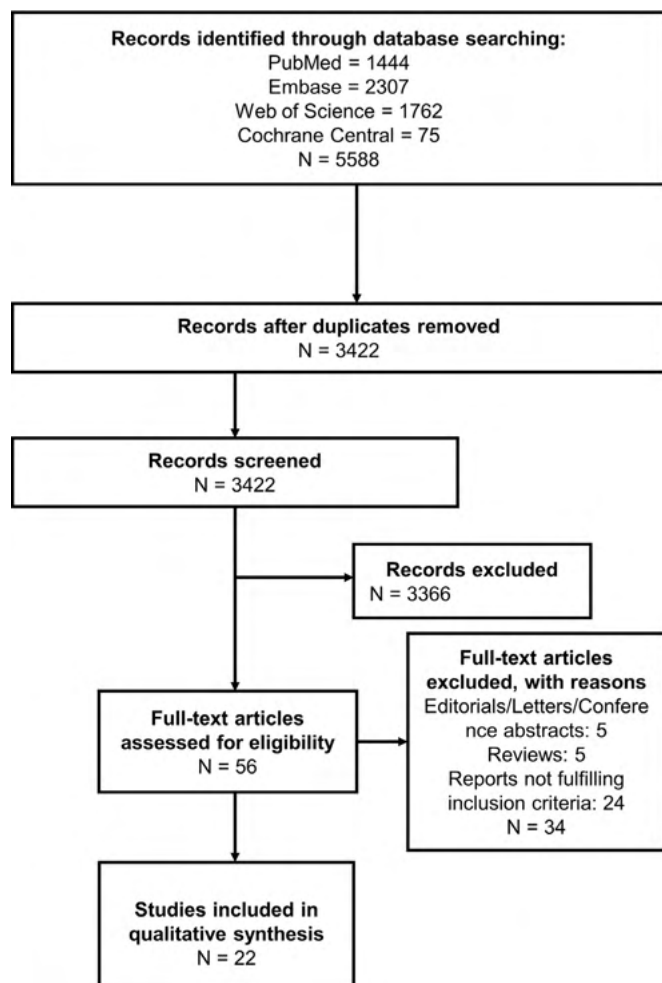 Records identified through database searching:
PubMed = 1444
Embase = 2307
Web of Science = 1762
Cochrane Central = 75
N = 5588
Records after duplicates removed
N = 3422
Records screened
N = 3422
Records excluded
N = 3366
Full-text articles
assessed for eligibility
N = 56
Full-text articles
excluded, with reasons
Editorials/Letters/Confere
nce abstracts: 5
Reviews: 5
Reports not fulfilling
inclusion criteria: 24
N = 34
Studies included in
qualitative synthesis
N = 22